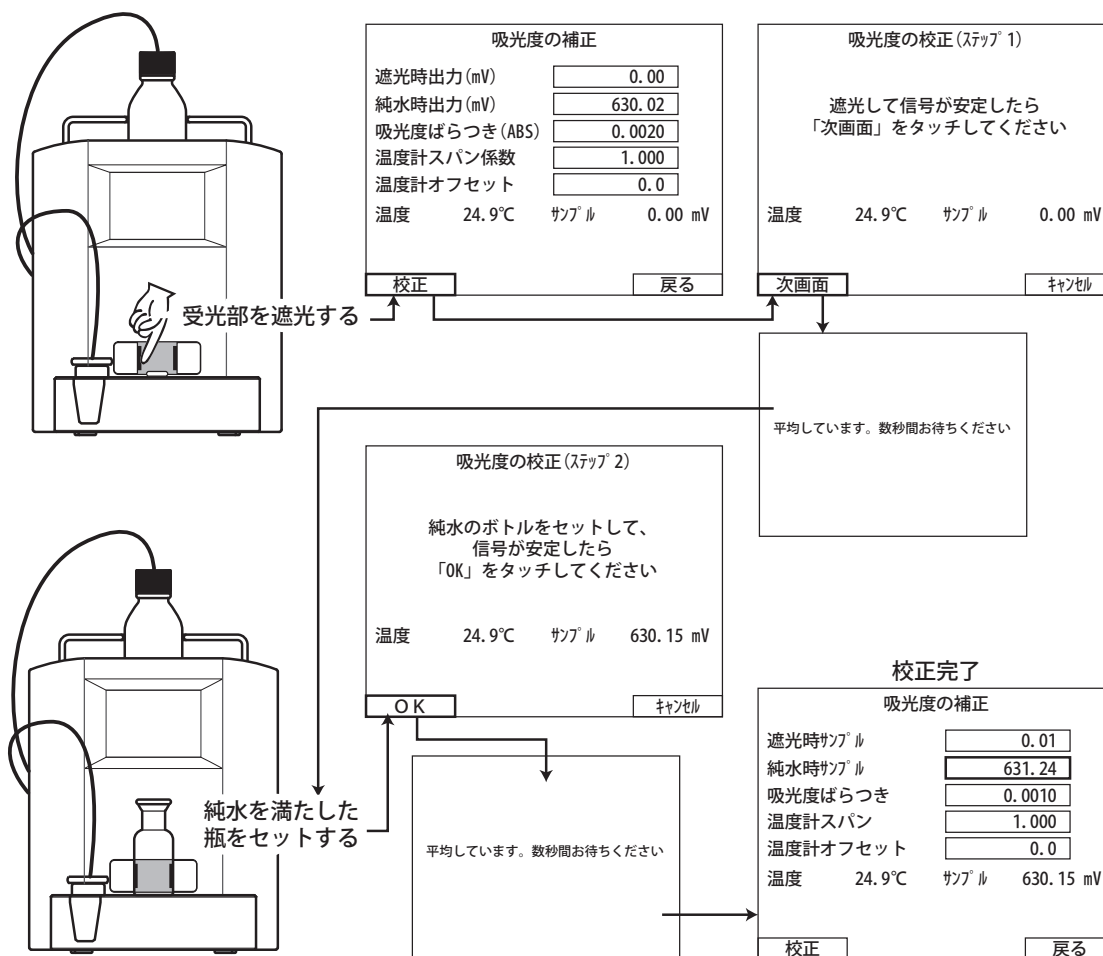 吸光度の補正
遮光時出力(mV) 0.00
純水時出力(mV) 630.02
吸光度ばらつき(ABS) 0.0020
温度計スパン係数 1.000
温度計オフセット 0.0
温度 24.9℃ ｻﾝﾌﾟﾙ 0.00 mV
校正 戻る
受光部を遮光する
吸光度の校正(ｽﾃｯﾌﾟ1)
遮光して信号が安定したら
「次画面」をタッチしてください
温度 24.9℃ ｻﾝﾌﾟﾙ 0.00 mV
次画面 ｷｬﾝｾﾙ
平均しています。数秒間お待ちください
吸光度の校正(ｽﾃｯﾌﾟ2)
純水のボトルをセットして、
信号が安定したら
「OK」をタッチしてください
温度 24.9℃ ｻﾝﾌﾟﾙ 630.15 mV
OK ｷｬﾝｾﾙ
純水を満たした
瓶をセットする
平均しています。数秒間お待ちください
校正完了
吸光度の補正
遮光時ｻﾝﾌﾟﾙ 0.01
純水時ｻﾝﾌﾟﾙ 631.24
吸光度ばらつき 0.0010
温度計スパン 1.000
温度計オフセット 0.0
温度 24.9℃ ｻﾝﾌﾟﾙ 630.15 mV
校正 戻る